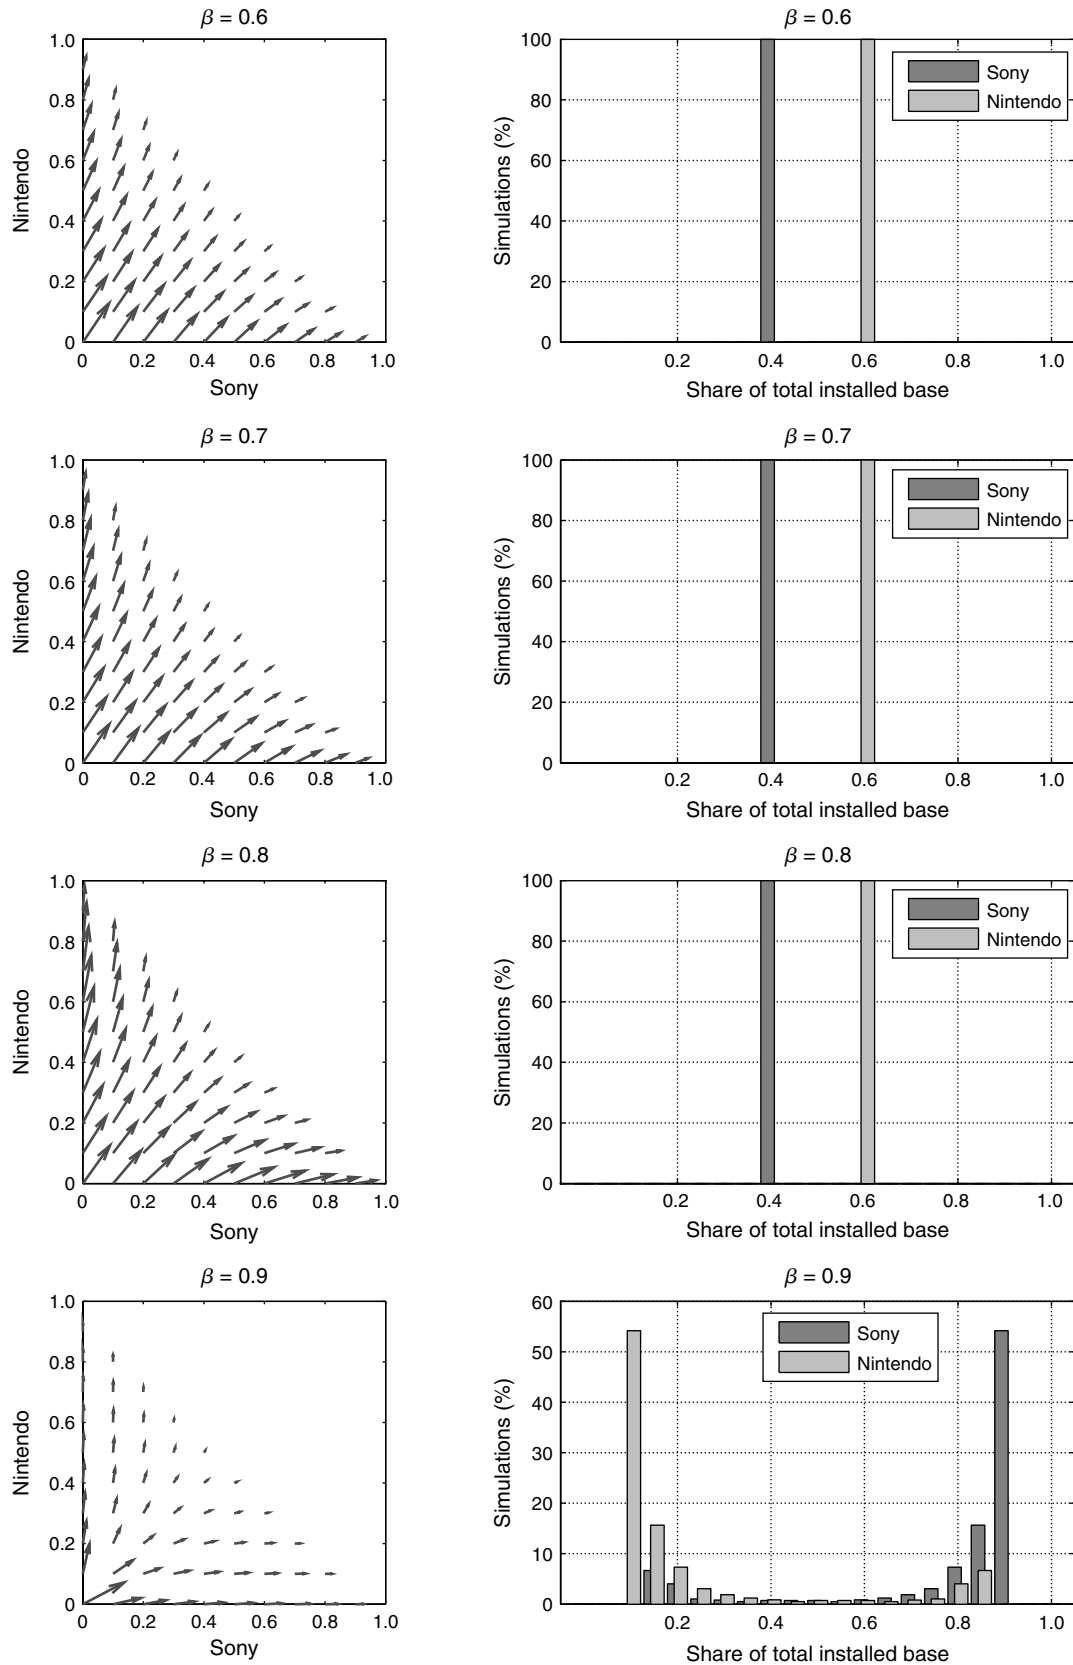 β = 0.6
1.0
0.8
0.6
0.4
0.2
0
Nintendo
0 0.2 0.4 0.6 0.8 1.0
Sony
β = 0.6
100
80
60
40
20
0
Simulations (%)
Sony
Nintendo
0.2 0.4 0.6 0.8 1.0
Share of total installed base
β = 0.7
1.0
0.8
0.6
0.4
0.2
0
Nintendo
0 0.2 0.4 0.6 0.8 1.0
Sony
β = 0.7
100
80
60
40
20
0
Simulations (%)
Sony
Nintendo
0.2 0.4 0.6 0.8 1.0
Share of total installed base
β = 0.8
1.0
0.8
0.6
0.4
0.2
0
Nintendo
0 0.2 0.4 0.6 0.8 1.0
Sony
β = 0.8
100
80
60
40
20
0
Simulations (%)
Sony
Nintendo
0.2 0.4 0.6 0.8 1.0
Share of total installed base
β = 0.9
1.0
0.8
0.6
0.4
0.2
0
Nintendo
0 0.2 0.4 0.6 0.8 1.0
Sony
β = 0.9
60
50
40
30
20
10
0
Simulations (%)
Sony
Nintendo
0.2 0.4 0.6 0.8 1.0
Share of total installed base